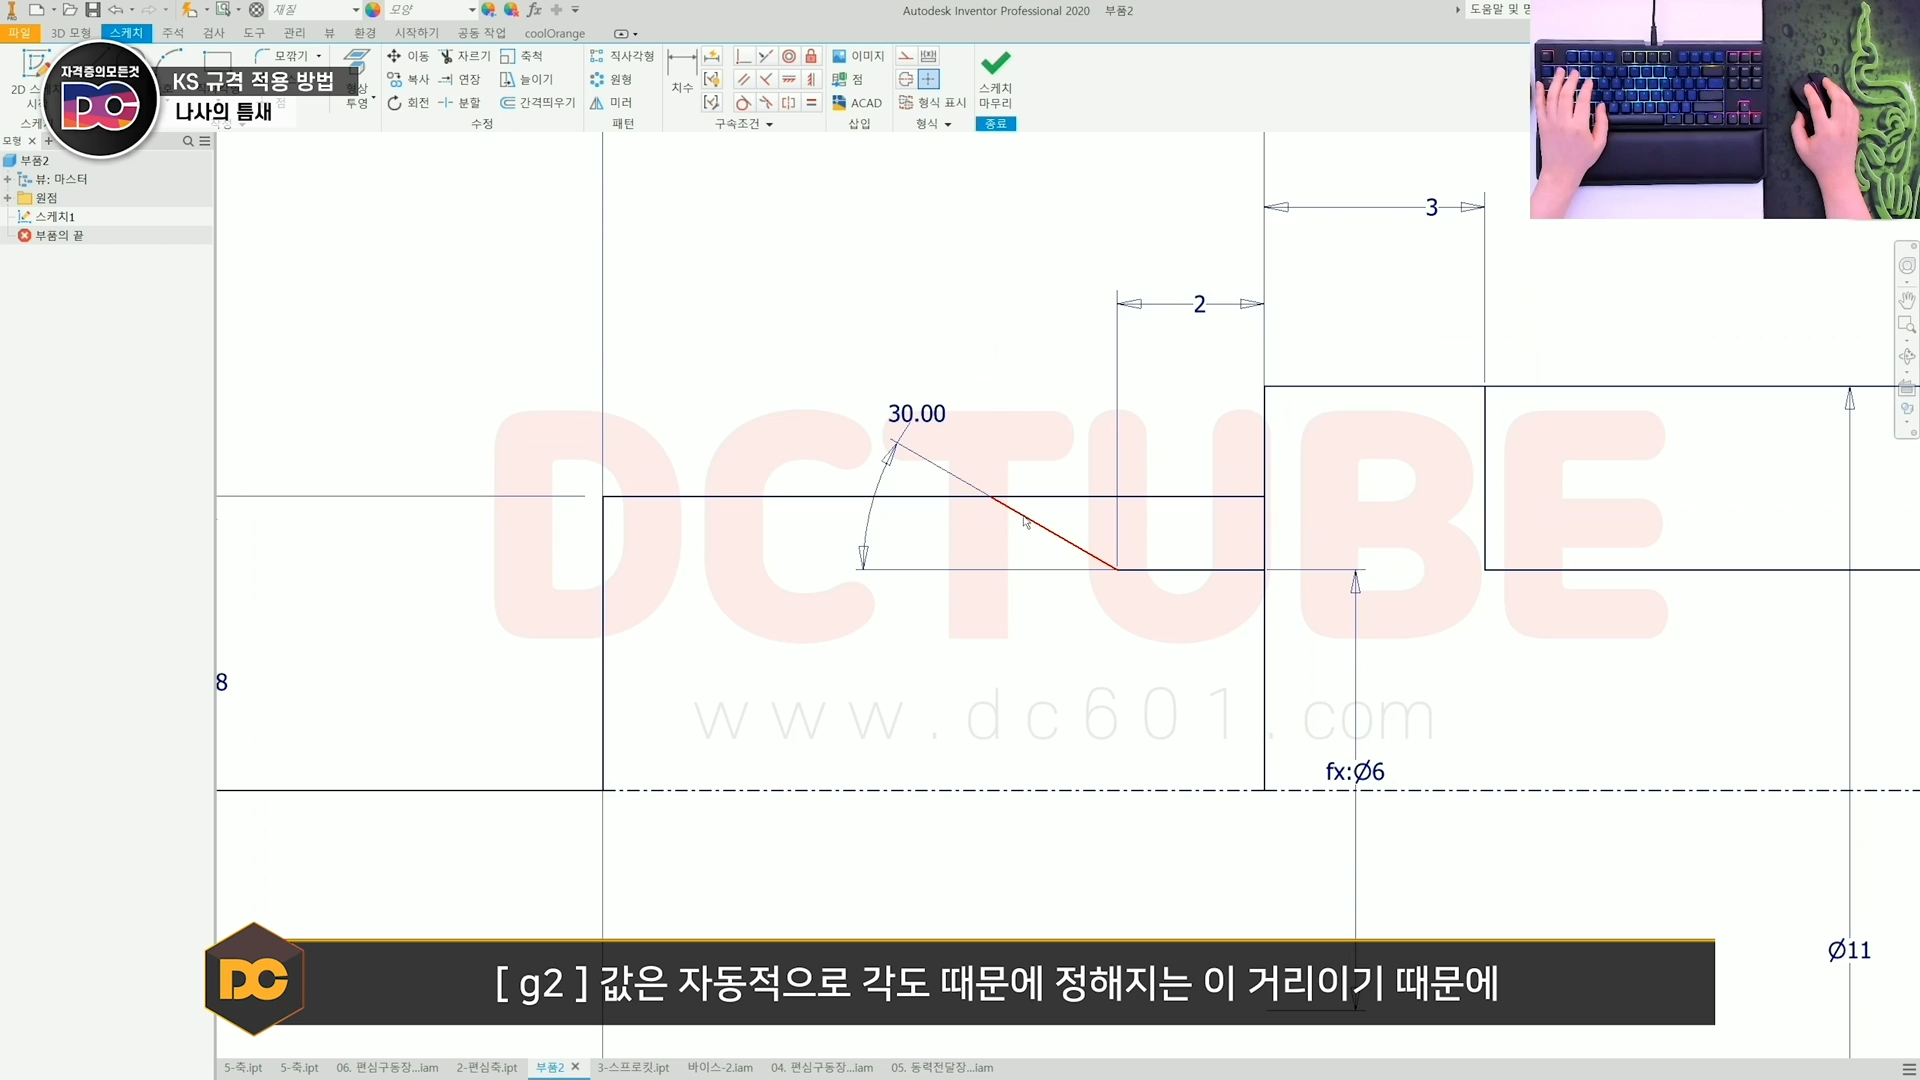 재질
모양
Autodesk Inventor Professional 2020 부품2
도움말 및 명
파일 3D 모형 스케치 주석 검사 도구 관리 뷰 환경 시작하기 공동 작업 coolOrange
모깎기
이동 자르기 축척
복사 연장 늘이기
회전 분할 간격띄우기
수정
직사각형
원형
미러
패턴
치수
구속조건
이미지
점
ACAD
삽입
형식 표시
형식
스케치
마무리
종료
투영
자격증의모든것
DC
KS 규격 적용 방법
나사의 틈새
모형
부품2
뷰: 마스터
원점
스케치1
부품의 끝
3
2
30.00
DCTUBE
www.dc601.com
8
fx:Ø6
Ø11
DC
[ g2 ] 값은 자동적으로 각도 때문에 정해지는 이 거리이기 때문에
5-축.ipt 5-축.ipt 06. 편심구동장...iam 2-편심축.ipt 부품2 3-스프로킷.ipt 바이스-2.iam 04. 편심구동장...iam 05. 동력전달장...iam